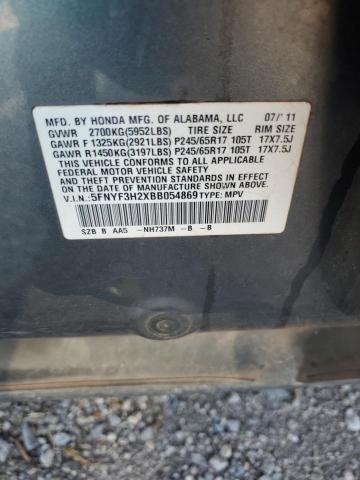 MFD. BY HONDA MFG. OF ALABAMA, LLC 07/'11
GVWR 2700KG(5952LBS) TIRE SIZE RIM SIZE
GAWR F 1325KG(2921LBS) P245/65R17 105T 17X7.5J
GAWR R1450KG(3197LBS) P245/65R17 105T 17X7.5J
THIS VEHICLE CONFORMS TO ALL APPLICABLE
FEDERAL MOTOR VEHICLE SAFETY
AND THEFT PREVENTION STANDARDS IN EFFECT ON
THE DATE OF MANUFACTURE SHOWN ABOVE.
V.I.N.:5FNYF3H2XBB054869 TYPE: MPV
SZB B AA5 -NH737M -B -B